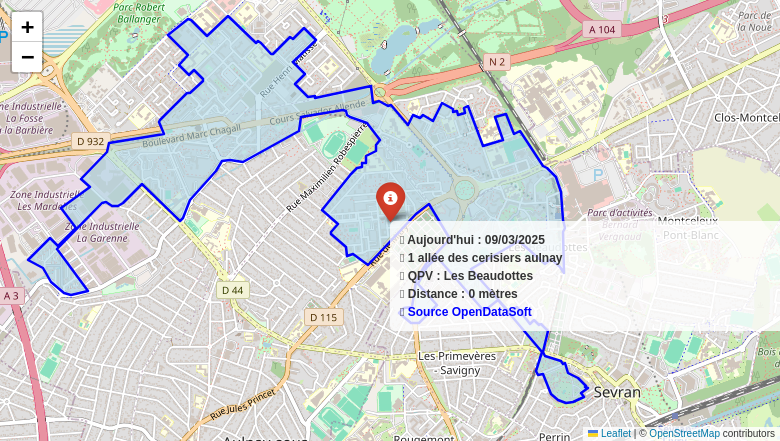 +
−
Parc Robert
Ballanger
A 104
Parc de
la Noue
N 2
Rue Henri
Zone Industrielle
La Fosse
à la Barbière
Cours Salvador Allende
Clos-Montcel
D 932
Boulevard Marc Chagall
P
Rue Maximilien Robespierre
Zone Industrielle
Les Mardelles
Parc d'activités
Bernard
Vergnaud
Montceleux
- Pont-Blanc
Zone Industrielle
La Garenne
Aujourd'hui : 09/03/2025
1 allée des cerisiers aulnay
QPV : Les Beaudottes
Distance : 0 mètres
Source OpenDataSoft
Rue de
D 44
A 3
D 115
Les Primevères
- Savigny
Sevran
Rue Jules Princet
Aulnay-sous
Rougemont
Perrin
Leaflet | © OpenStreetMap contributors